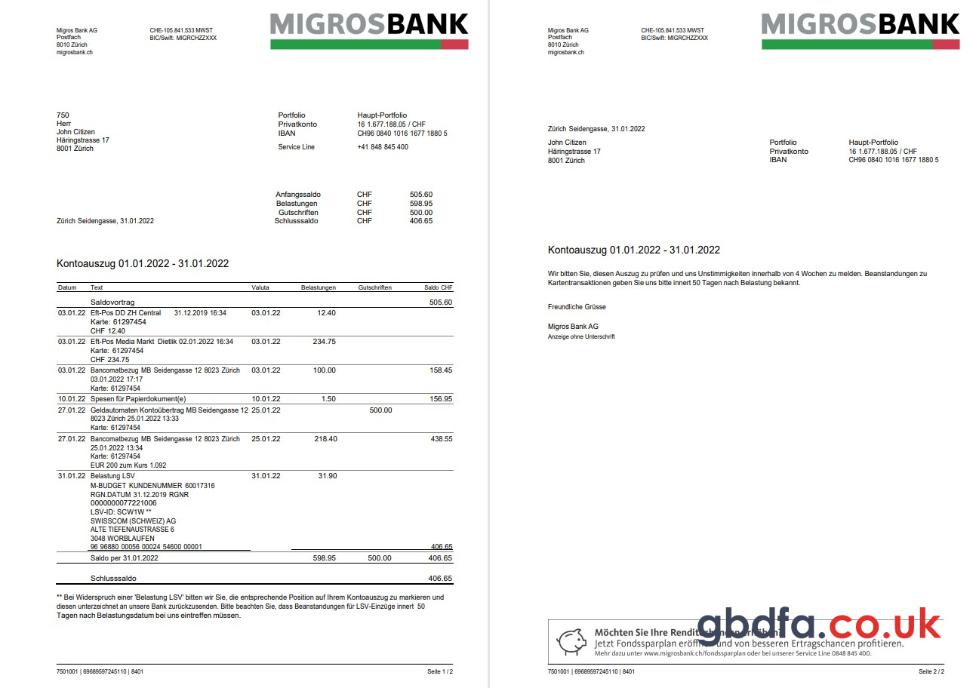 MIGROSBANK
Migros Bank AG CHE-105.841.533 MWST
Postfach BIC/Swift: MIGRCHZZXXX
8010 Zürich
migrosbank.ch
750
Herr
John Citizen
Häringstrasse 17
8001 Zürich
Portfolio Haupt-Portfolio
Privatkonto 16 1.677.188.05 / CHF
IBAN CH96 0840 1016 1677 1880 5
Service Line +41 848 845 400
Anfangssaldo CHF 505.60
Belastungen CHF 598.95
Gutschriften CHF 500.00
Schlusssaldo CHF 406.65
Zürich Seidengasse, 31.01.2022
Kontoauszug 01.01.2022 - 31.01.2022
Datum Text Valuta Belastungen Gutschriften Saldo CHF
Saldovortrag 505.60
03.01.22 Eft-Pos DD ZH Central 31.12.2019 16:34 03.01.22 12.40
Karte: 61297454
CHF 12.40
03.01.22 Eft-Pos Media Markt Dietlik 02.01.2022 16:34 03.01.22 234.75
Karte: 61297454
CHF 234.75
03.01.22 Bancomatbezug MB Seidengasse 12 8023 Zürich 03.01.22 100.00 158.45
03.01.2022 17:17
Karte: 61297454
10.01.22 Spesen für Papierdokument(e) 10.01.22 1.50 156.95
27.01.22 Geldautomaten Kontoübertrag MB Seidengasse 12 25.01.22 500.00
8023 Zürich 25.01.2022 13:33
Karte: 61297454
27.01.22 Bancomatbezug MB Seidengasse 12 8023 Zürich 25.01.22 218.40 438.55
25.01.2022 13:34
Karte: 61297454
EUR 200 zum Kurs 1.092
31.01.22 Belastung LSV 31.01.22 31.90
M-BUDGET KUNDENUMMER 60017316
RGN.DATUM 31.12.2019 RGNR
0000000077221006
LSV-ID: SCW1W **
SWISSCOM (SCHWEIZ) AG
ALTE TIEFENAUSTRASSE 6
3048 WORBLAUFEN
96 96880 00056 00024 54600 00001 406.65
Saldo per 31.01.2022 598.95 500.00 406.65
Schlusssaldo 406.65
** Bei Widerspruch einer 'Belastung LSV' bitten wir Sie, die entsprechende Position auf Ihrem Kontoauszug zu markieren und
diesen unterzeichnet an unsere Bank zurückzusenden. Bitte beachten Sie, dass Beanstandungen für LSV-Einzüge innert 50
Tagen nach Belastungsdatum bei uns eintreffen müssen.
7501001 | 69689597245110 | 8401 Seite 1 / 2
MIGROSBANK
Migros Bank AG CHE-105.841.533 MWST
Postfach BIC/Swift: MIGRCHZZXXX
8010 Zürich
migrosbank.ch
Zürich Seidengasse, 31.01.2022
John Citizen
Häringstrasse 17
8001 Zürich
Portfolio Haupt-Portfolio
Privatkonto 16 1.677.188.05 / CHF
IBAN CH96 0840 1016 1677 1880 5
Kontoauszug 01.01.2022 - 31.01.2022
Wir bitten Sie, diesen Auszug zu prüfen und uns Unstimmigkeiten innerhalb von 4 Wochen zu melden. Beanstandungen zu
Kartentransaktionen geben Sie uns bitte innert 50 Tagen nach Belastung bekannt.
Freundliche Grüsse
Migros Bank AG
Anzeige ohne Unterschrift
gbdfa.co.uk
Möchten Sie Ihre
Jetzt Fondssparplan und von besseren Ertragschancen profitieren.
Mehr dazu unter www.migrosbank.ch/fondssparplan oder bei unserer Service Line 0848 845 400.
7501001 | 69689597245110 | 8401 Seite 2 / 2